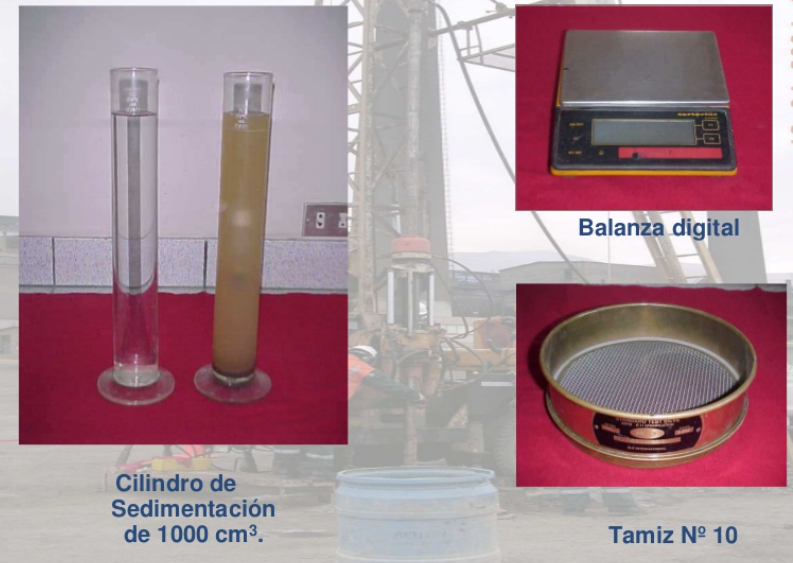 Balanza digital
Cilindro de
Sedimentación
de 1000 cm³.
Tamiz Nº 10